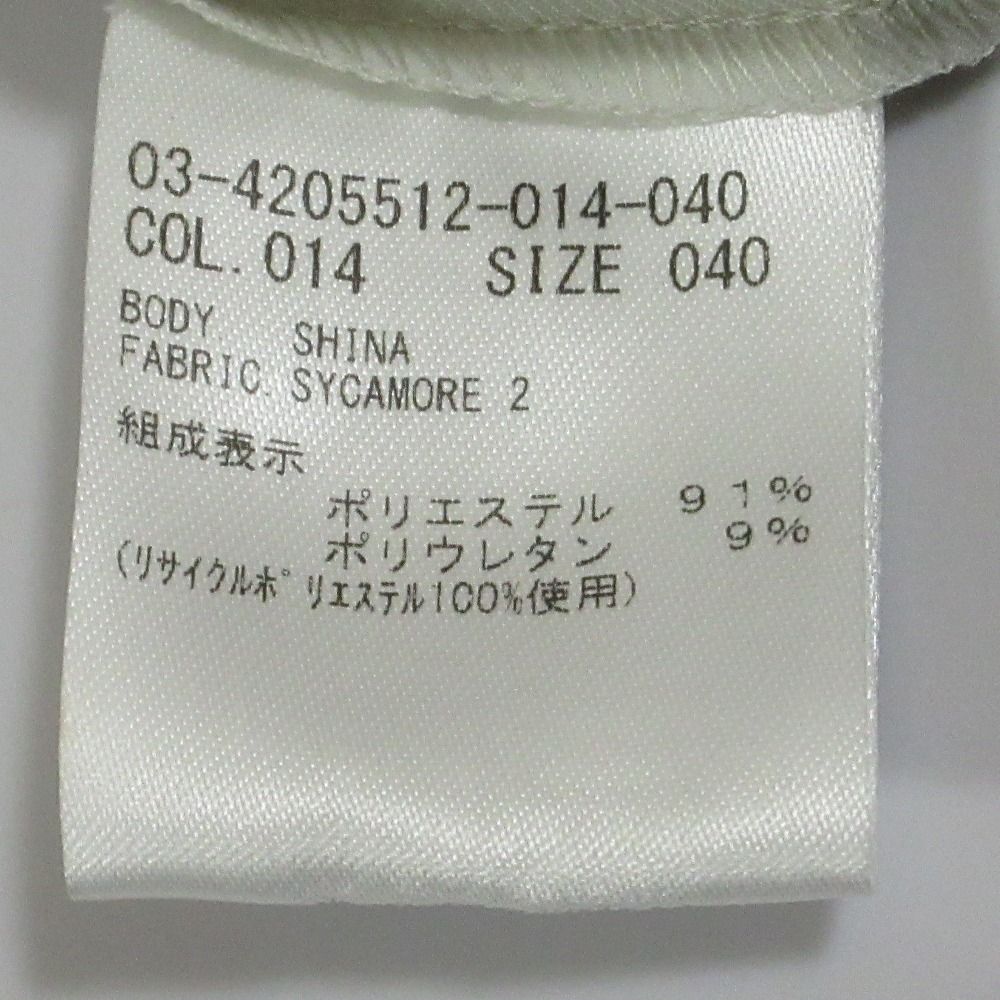 03-4205512-014-040
COL. 014 SIZE 040
BODY. SHINA
FABRIC. SYCAMORE 2
組成表示
ポリエステル 91%
ポリウレタン 9%
(リサイクルポリエステル100%使用)